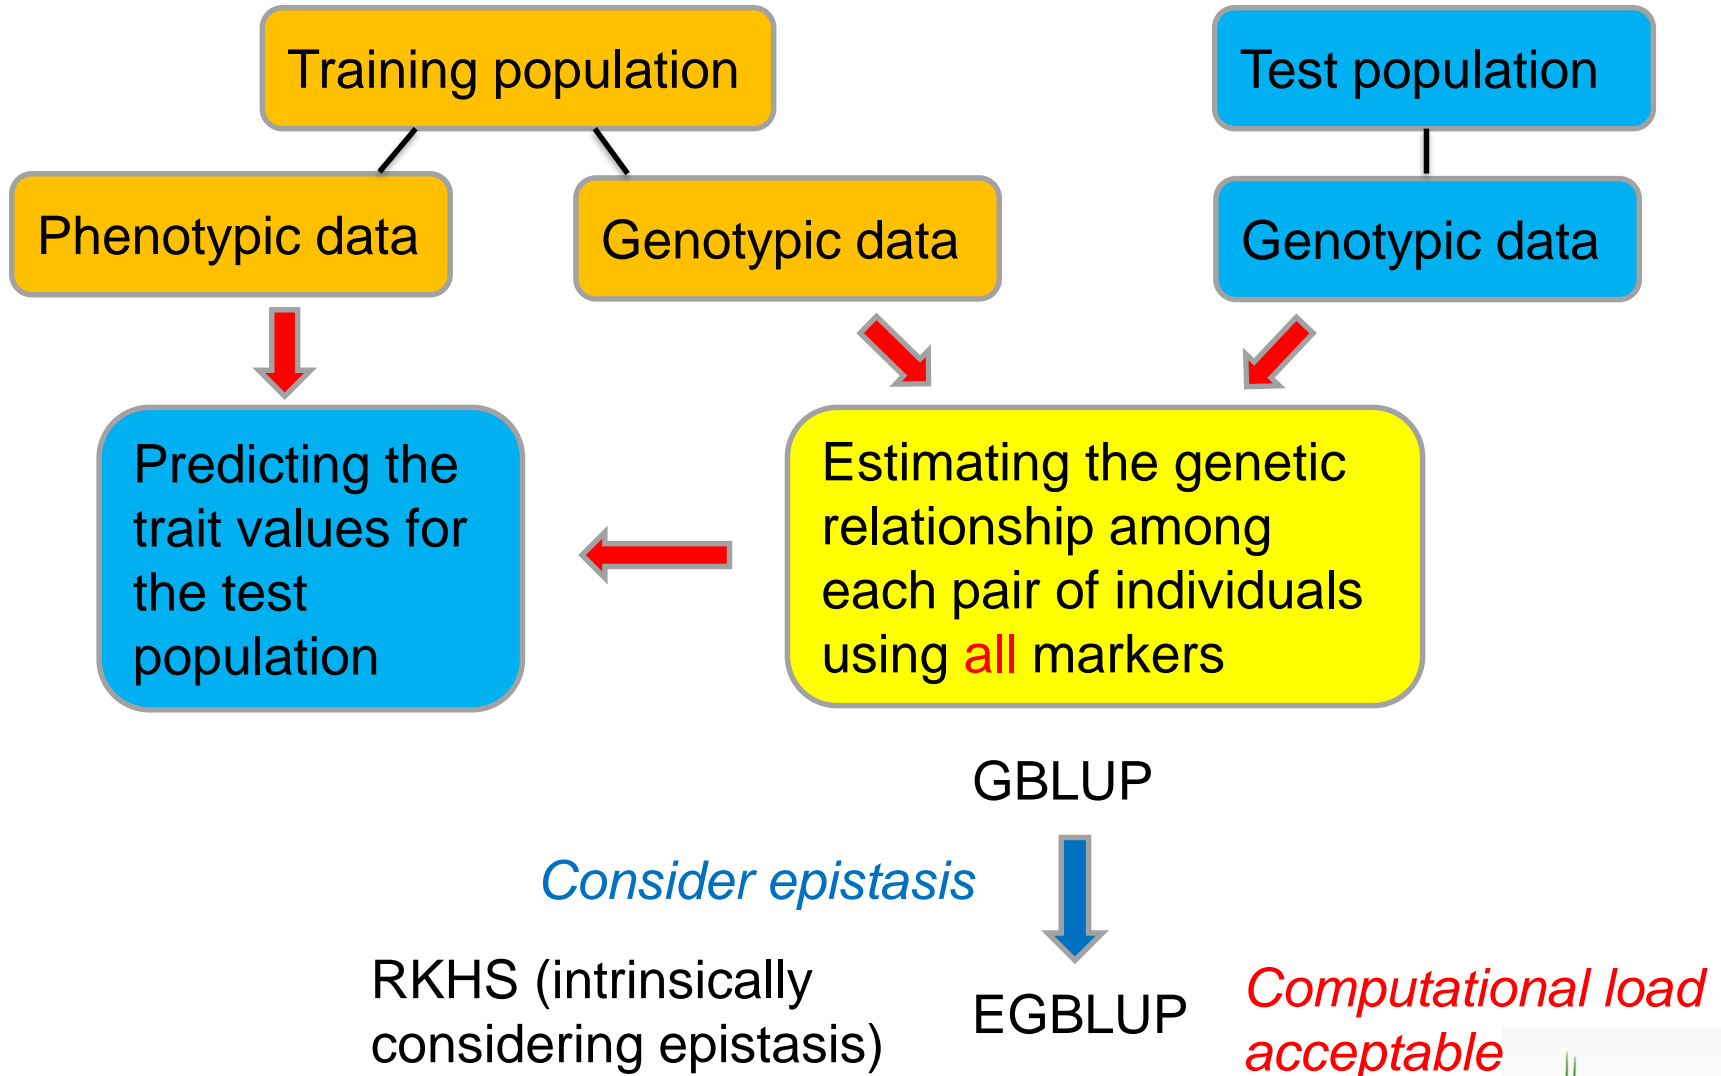 Training population
Test population
Phenotypic data
Genotypic data
Genotypic data
Predicting the
trait values for
the test
population
Estimating the genetic
relationship among
each pair of individuals
using all markers
GBLUP
Consider epistasis
RKHS (intrinsically
considering epistasis)
EGBLUP
Computational load
acceptable